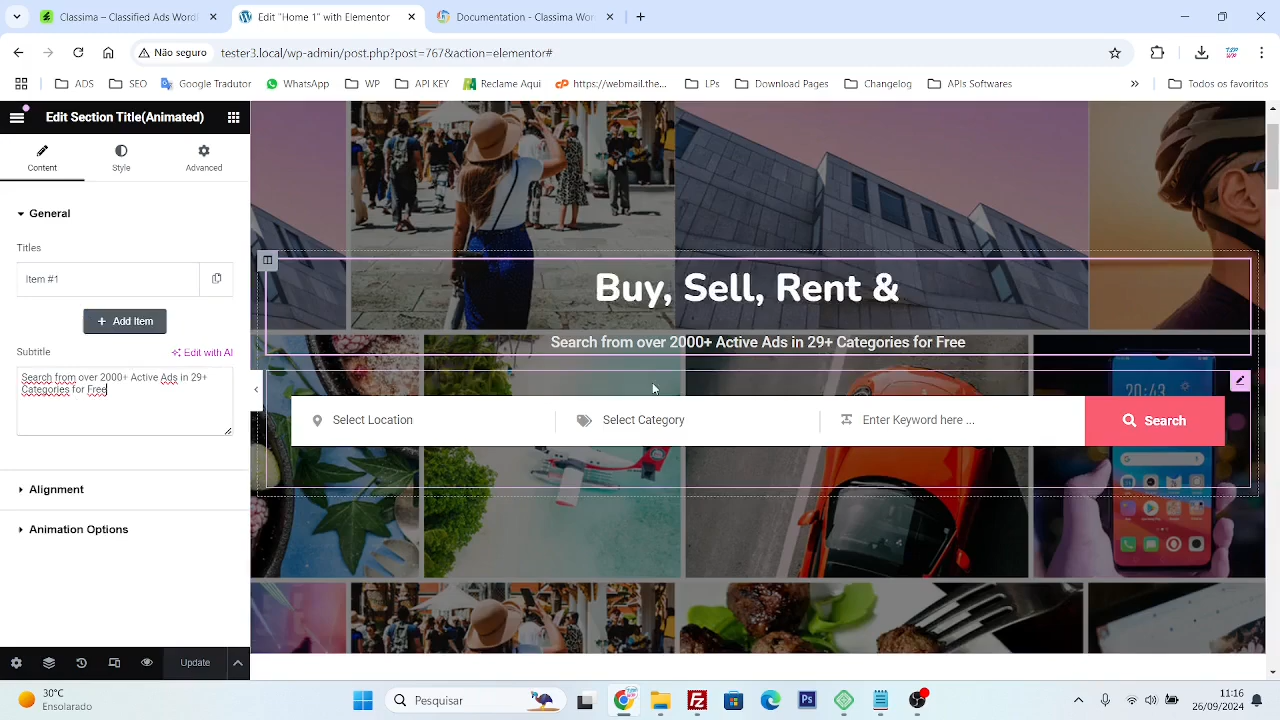 Classima – Classified Ads Word
Edit "Home 1" with Elementor
Classima Documentation - Goog
Não seguro
tester3.local/wp-admin/post.php?post=767&action=elementor#
ADS
SEO
Google Tradutor
WhatsApp
WP
API KEY
Reclame Aqui
https://webmail.the...
LPs
Download Pages
Changelog
APIs Softwares
»
Todos os favoritos
Edit Section Title(Animated)
Content
Style
Advanced
General
Titles
Item #1
+ Add Item
Subtitle
Edit with AI
Search from over 2000+ Active Ads in 29+
Categories for Free
Alignment
Animation Options
Update
Buy, Sell, Rent &
Search from over 2000+ Active Ads in 29+ Categories for Free
Select Location
Select Category
Enter Keyword here ...
Search
20:43
30°C
Ensolarado
Pesquisar
11:16
26/09/2024